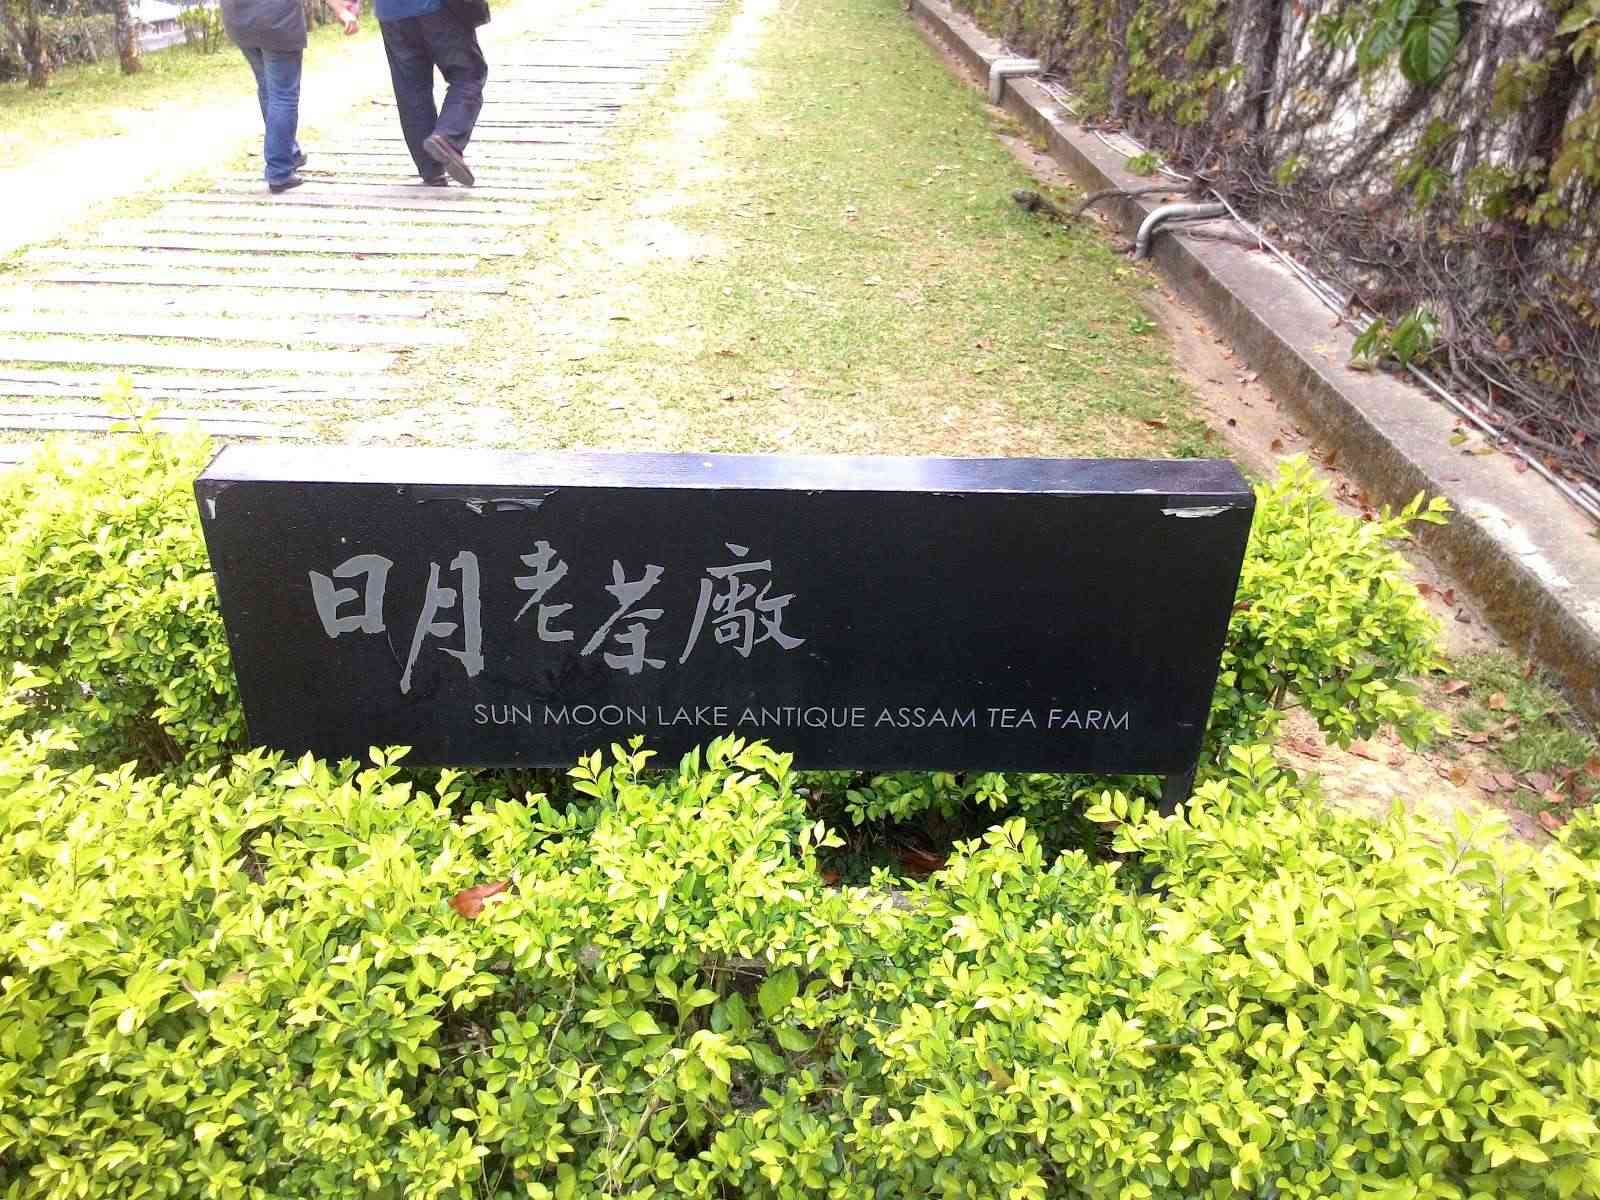 日月老茶廠
SUN MOON LAKE ANTIQUE ASSAM TEA FARM